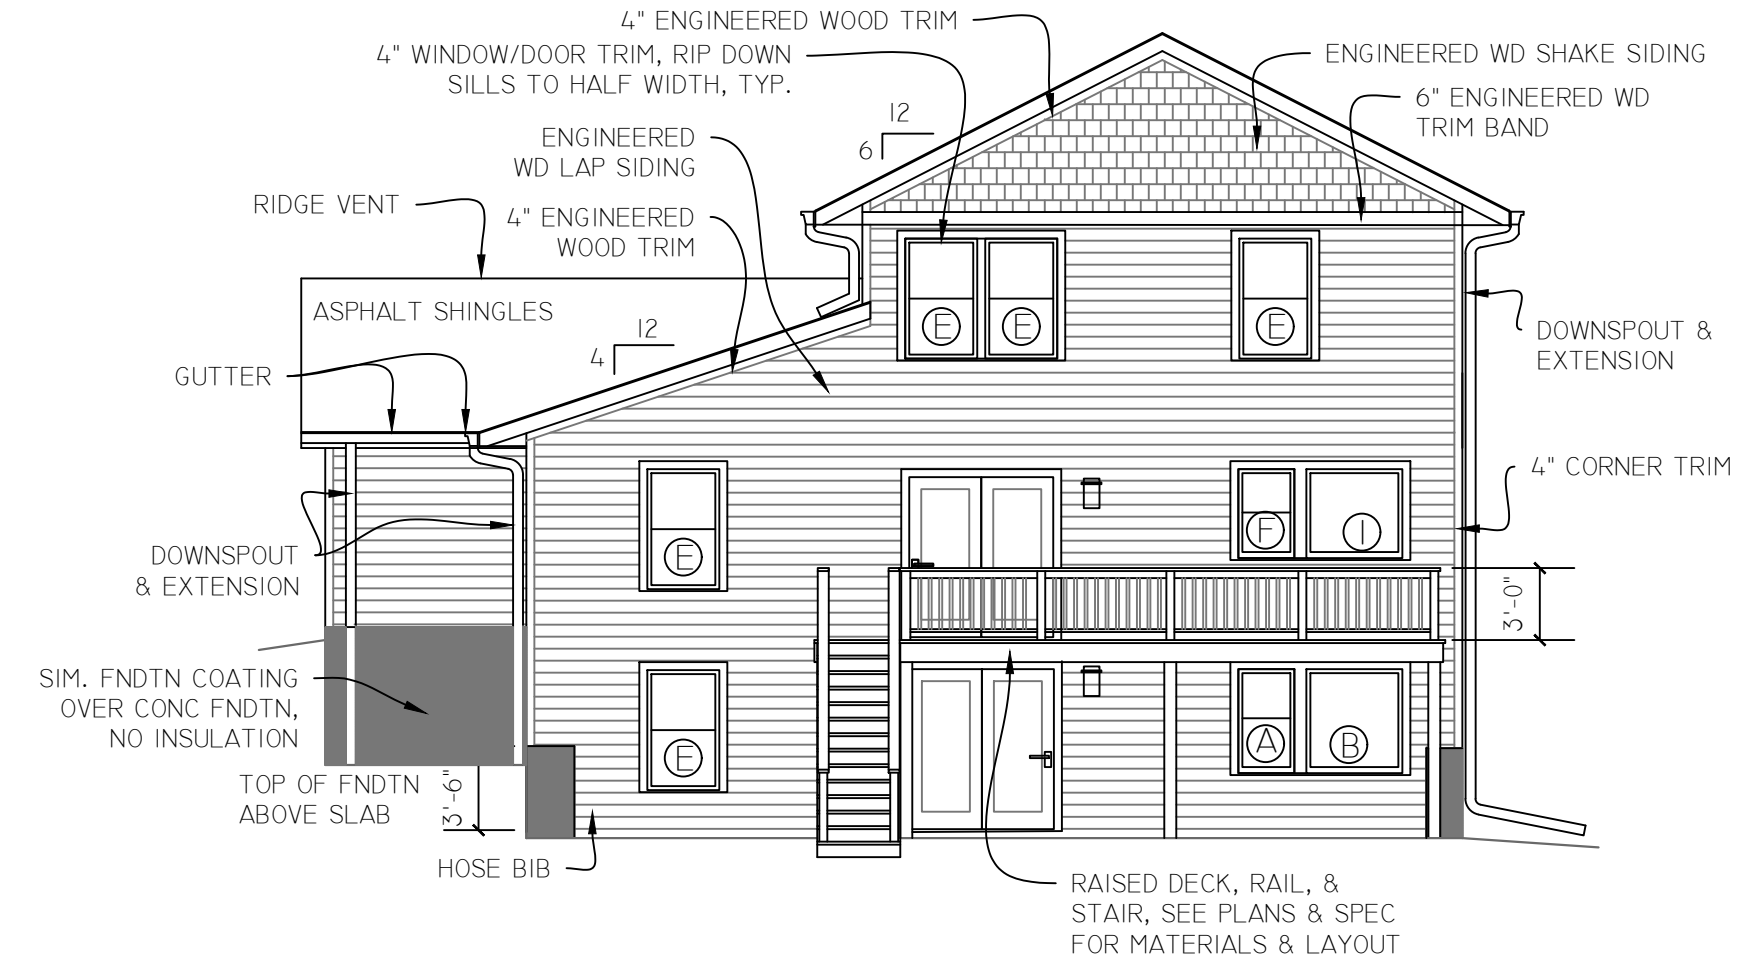 4" ENGINEERED WOOD TRIM
4" WINDOW/DOOR TRIM, RIP DOWN
SILLS TO HALF WIDTH, TYP.
ENGINEERED WD SHAKE SIDING
6" ENGINEERED WD
TRIM BAND
12
6
ENGINEERED
WD LAP SIDING
RIDGE VENT
4" ENGINEERED
WOOD TRIM
ASPHALT SHINGLES
12
4
E
E
E
DOWNSPOUT &
EXTENSION
GUTTER
4" CORNER TRIM
DOWNSPOUT
& EXTENSION
E
F
I
3'-0"
SIM. FNDTN COATING
OVER CONC FNDTN,
NO INSULATION
E
A
B
TOP OF FNDTN
ABOVE SLAB
3'-6"
HOSE BIB
RAISED DECK, RAIL, &
STAIR, SEE PLANS & SPEC
FOR MATERIALS & LAYOUT